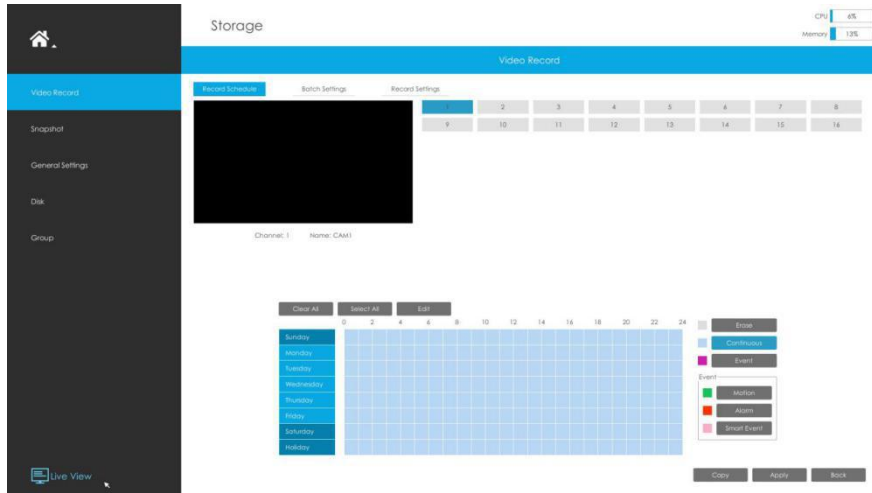 Storage
CPU 6%
Memory 13%
Video Record
Video Record
Snapshot
General Settings
Disk
Group
Live View
Record Schedule Batch Settings Record Settings
1 2 3 4 5 6 7 8
9 10 11 12 13 14 15 16
Channel: 1 Name: CAM1
Clear All Select All Edit
0 2 4 6 8 10 12 14 16 18 20 22 24
Sunday
Monday
Tuesday
Wednesday
Thursday
Friday
Saturday
Holiday
Erase
Continuous
Event
Event
Motion
Alarm
Smart Event
Copy Apply Back